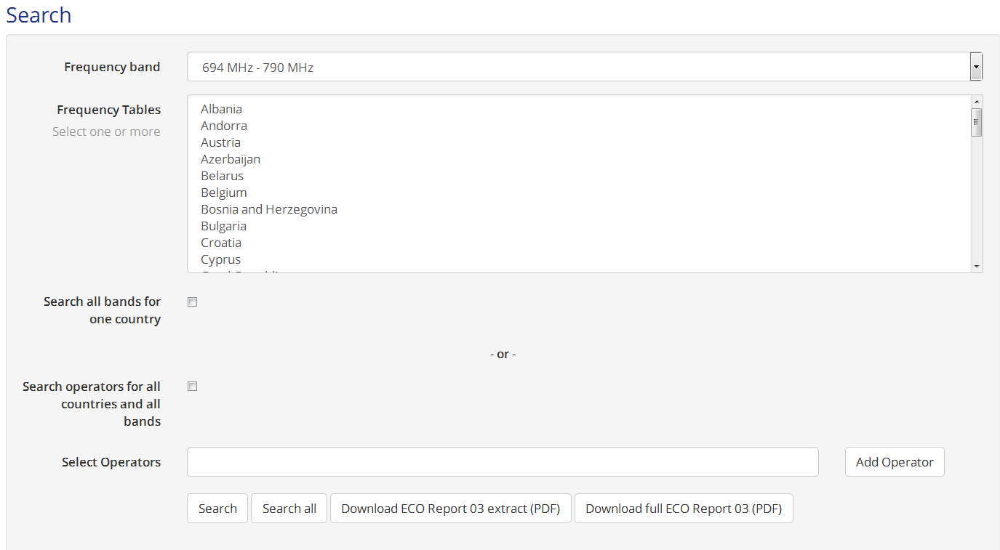 Search
Frequency band
694 MHz - 790 MHz
Frequency Tables
Select one or more
Albania
Andorra
Austria
Azerbaijan
Belarus
Belgium
Bosnia and Herzegovina
Bulgaria
Croatia
Cyprus
Search all bands for
one country
- or -
Search operators for all
countries and all
bands
Select Operators
Add Operator
Search
Search all
Download ECO Report 03 extract (PDF)
Download full ECO Report 03 (PDF)